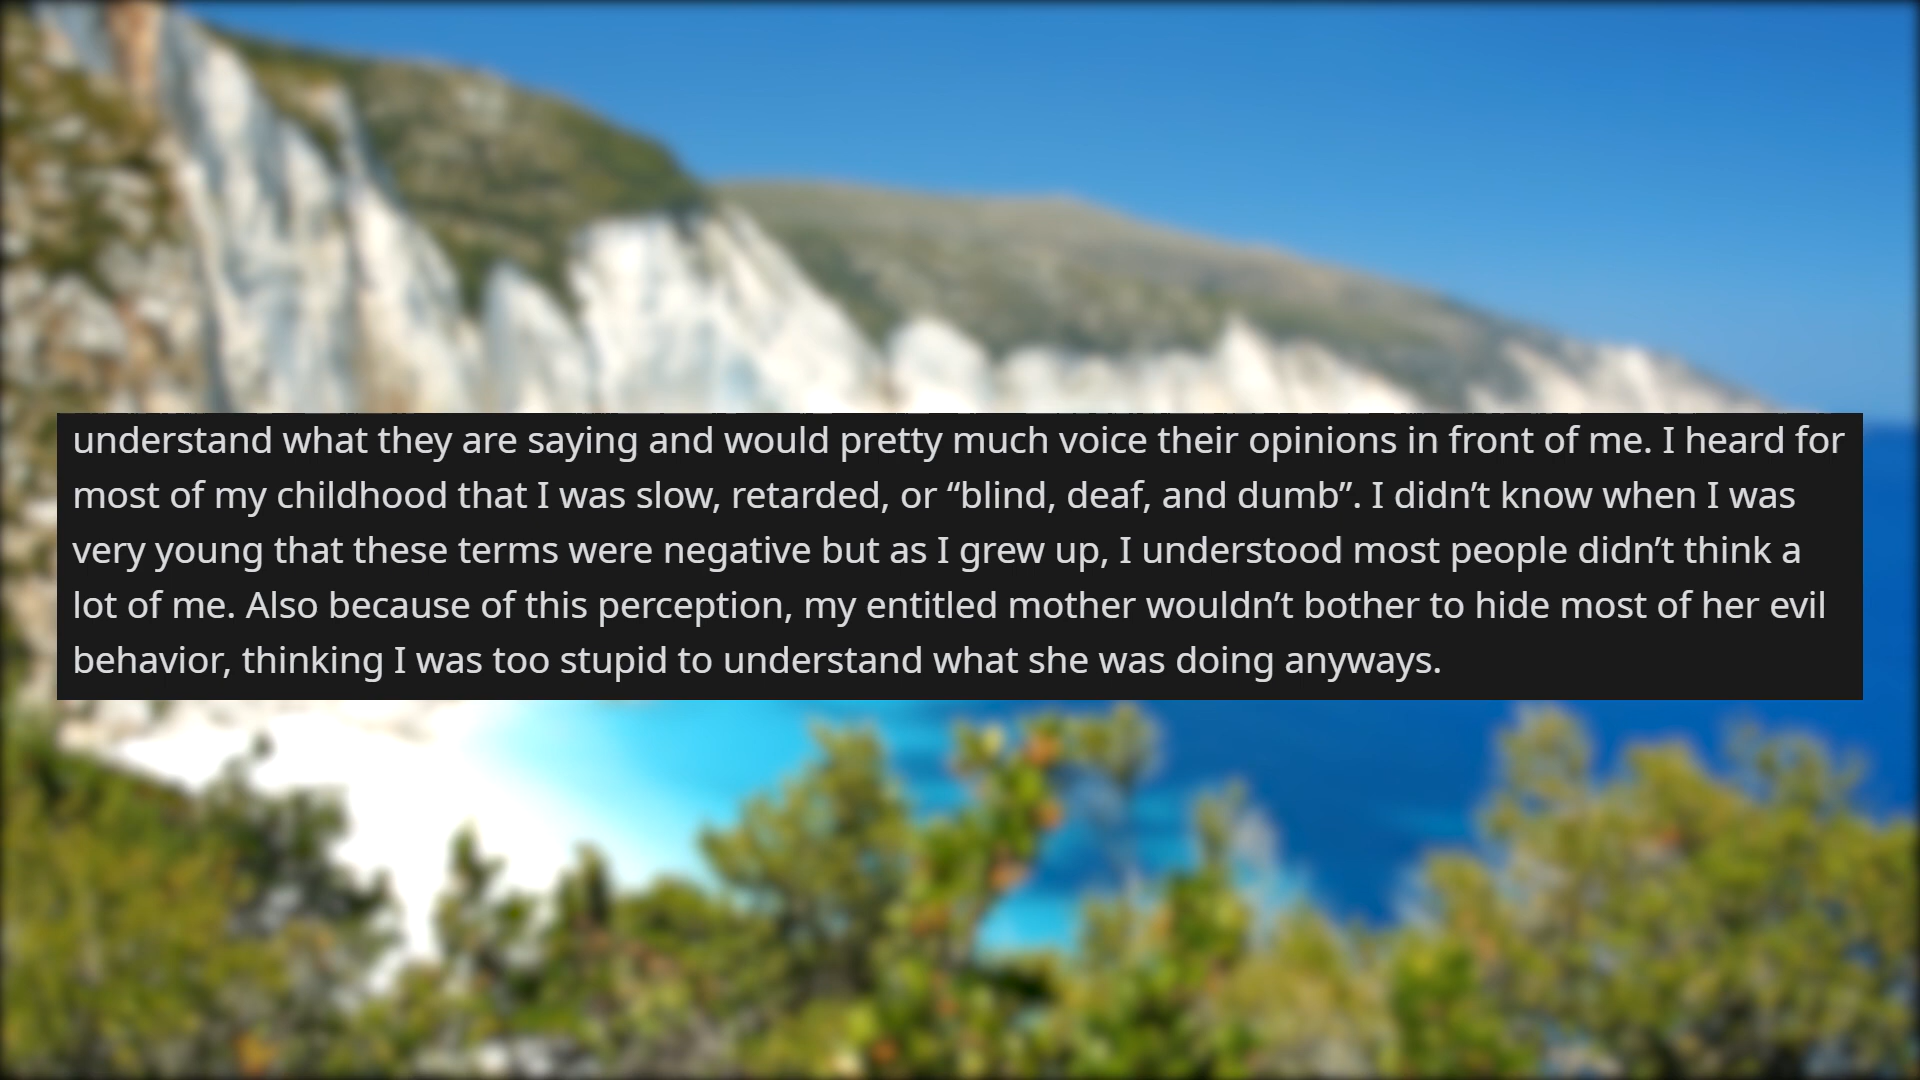 understand what they are saying and would pretty much voice their opinions in front of me. I heard for
most of my childhood that I was slow, retarded, or “blind, deaf, and dumb”. I didn’t know when I was
very young that these terms were negative but as I grew up, I understood most people didn’t think a
lot of me. Also because of this perception, my entitled mother wouldn’t bother to hide most of her evil
behavior, thinking I was too stupid to understand what she was doing anyways.